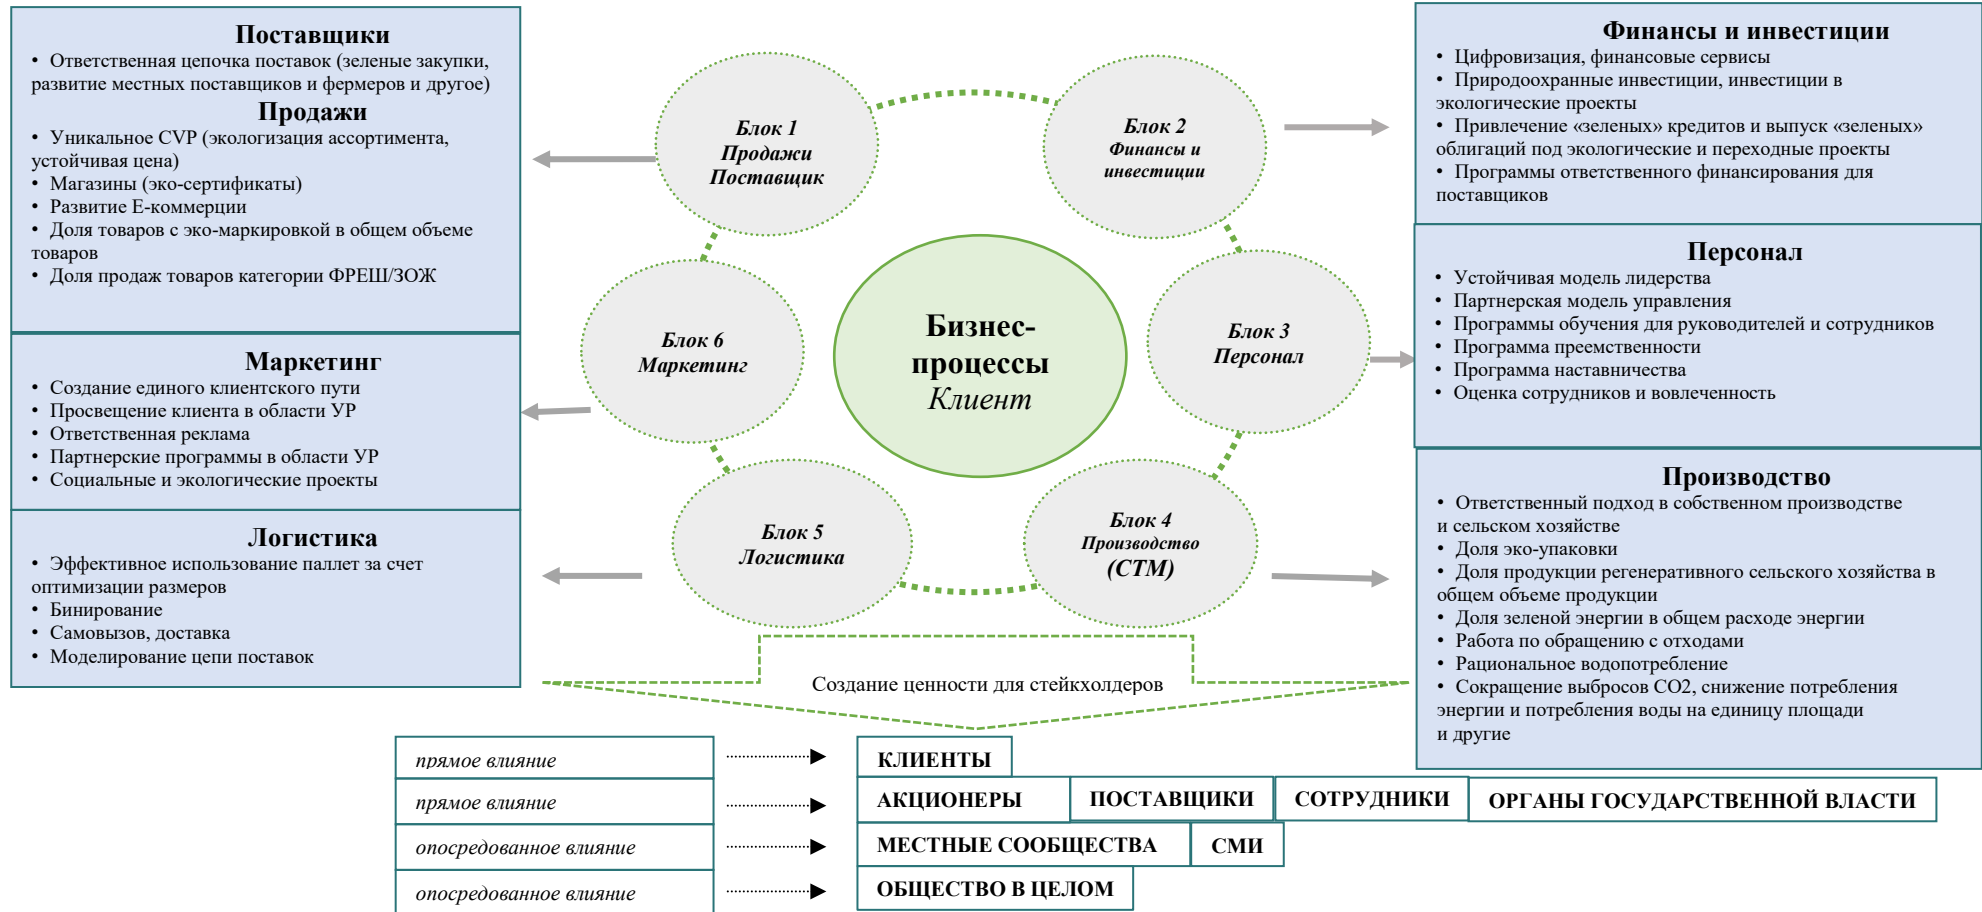 Поставщики
• Ответственная цепочка поставок (зеленые закупки,
развитие местных поставщиков и фермеров и другое)
Продажи
• Уникальное CVP (экологизация ассортимента,
устойчивая цена)
• Магазины (эко-сертификаты)
• Развитие Е-коммерции
• Доля товаров с эко-маркировкой в общем объеме
товаров
• Доля продаж товаров категории ФРЕШ/ЗОЖ
Маркетинг
• Создание единого клиентского пути
• Просвещение клиента в области УР
• Ответственная реклама
• Партнерские программы в области УР
• Социальные и экологические проекты
Логистика
• Эффективное использование паллет за счет
оптимизации размеров
• Бинирование
• Самовызов, доставка
• Моделирование цепи поставок
Блок 1
Продажи
Поставщик
Блок 2
Финансы и
инвестиции
Блок 6
Маркетинг
Бизнес-
процессы
Клиент
Блок 3
Персонал
Блок 5
Логистика
Блок 4
Производство
(СТМ)
Финансы и инвестиции
• Цифровизация, финансовые сервисы
• Природоохранные инвестиции, инвестиции в
экологические проекты
• Привлечение «зеленых» кредитов и выпуск «зеленых»
облигаций под экологические и переходные проекты
• Программы ответственного финансирования для
поставщиков
Персонал
• Устойчивая модель лидерства
• Партнерская модель управления
• Программы обучения для руководителей и сотрудников
• Программа преемственности
• Программа наставничества
• Оценка сотрудников и вовлеченность
Производство
• Ответственный подход в собственном производстве
и сельском хозяйстве
• Доля эко-упаковки
• Доля продукции регенеративного сельского хозяйства в
общем объеме продукции
• Доля зеленой энергии в общем расходе энергии
• Работа по обращению с отходами
• Рациональное водопотребление
• Сокращение выбросов СО2, снижение потребления
энергии и потребления воды на единицу площади
и другие
Создание ценности для стейкхолдеров
прямое влияние
КЛИЕНТЫ
прямое влияние
АКЦИОНЕРЫ
ПОСТАВЩИКИ
СОТРУДНИКИ
ОРГАНЫ ГОСУДАРСТВЕННОЙ ВЛАСТИ
опосредованное влияние
МЕСТНЫЕ СООБЩЕСТВА
СМИ
опосредованное влияние
ОБЩЕСТВО В ЦЕЛОМ